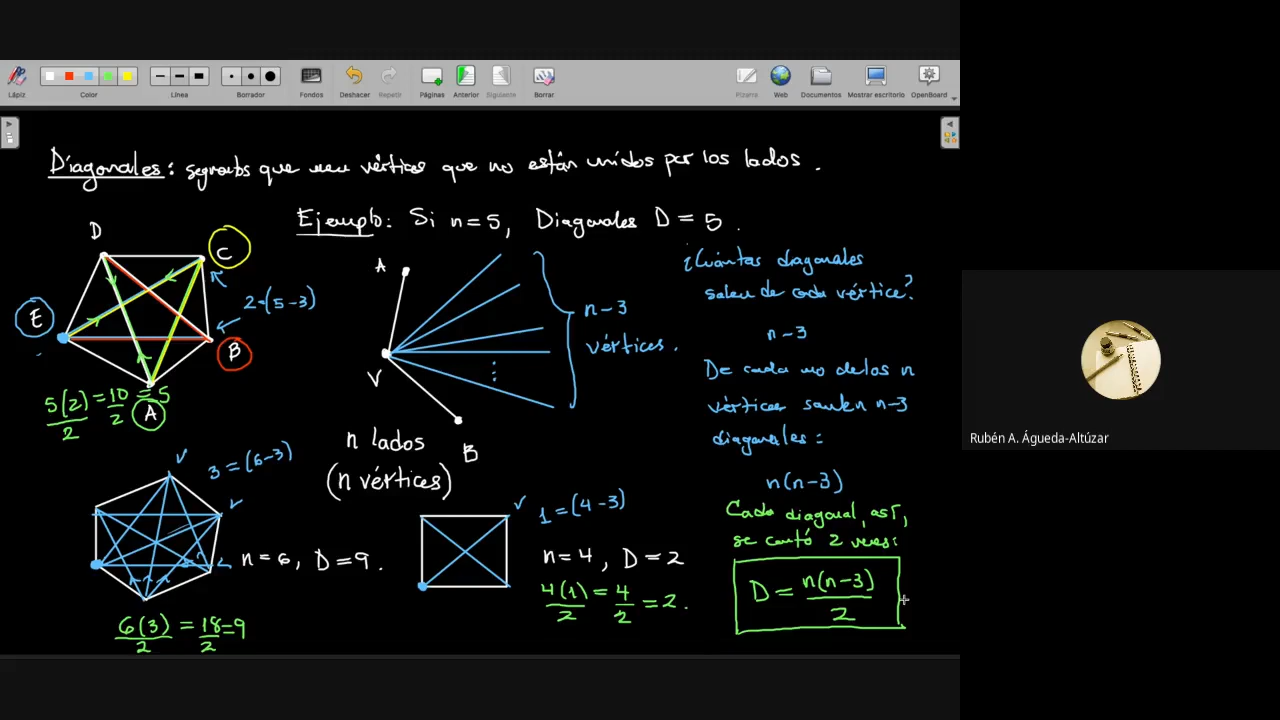 Lápiz
Color
Línea
Borrador
Fondos
Deshacer
Repetir
Páginas
Anterior
Siguiente
Borrar
Pizarra
Web
Documentos
Mostrar escritorio
OpenBoard
Diagonales: segmentos que unen vértices que no están unidos por los lados.
Ejemplo: Si n=5, Diagonales D = 5.
D
C
E
B
A
2=(5-3)
5(2)/2 = 10/2 = 5
A
V
B
n-3
vértices.
n lados
(n vértices)
¿Cuántas diagonales
salen de cada vértice?
n-3
De cada uno de los n
vértices salen n-3
diagonales:
n(n-3)
Cada diagonal, así,
se contó 2 veces:
D = n(n-3)/2
V
V
3 = (6-3)
n=6, D=9.
6(3)/2 = 18/2 = 9
V
1=(4-3)
n=4, D=2
4(1)/2 = 4/2 = 2.
Rubén A. Águeda-Altúzar